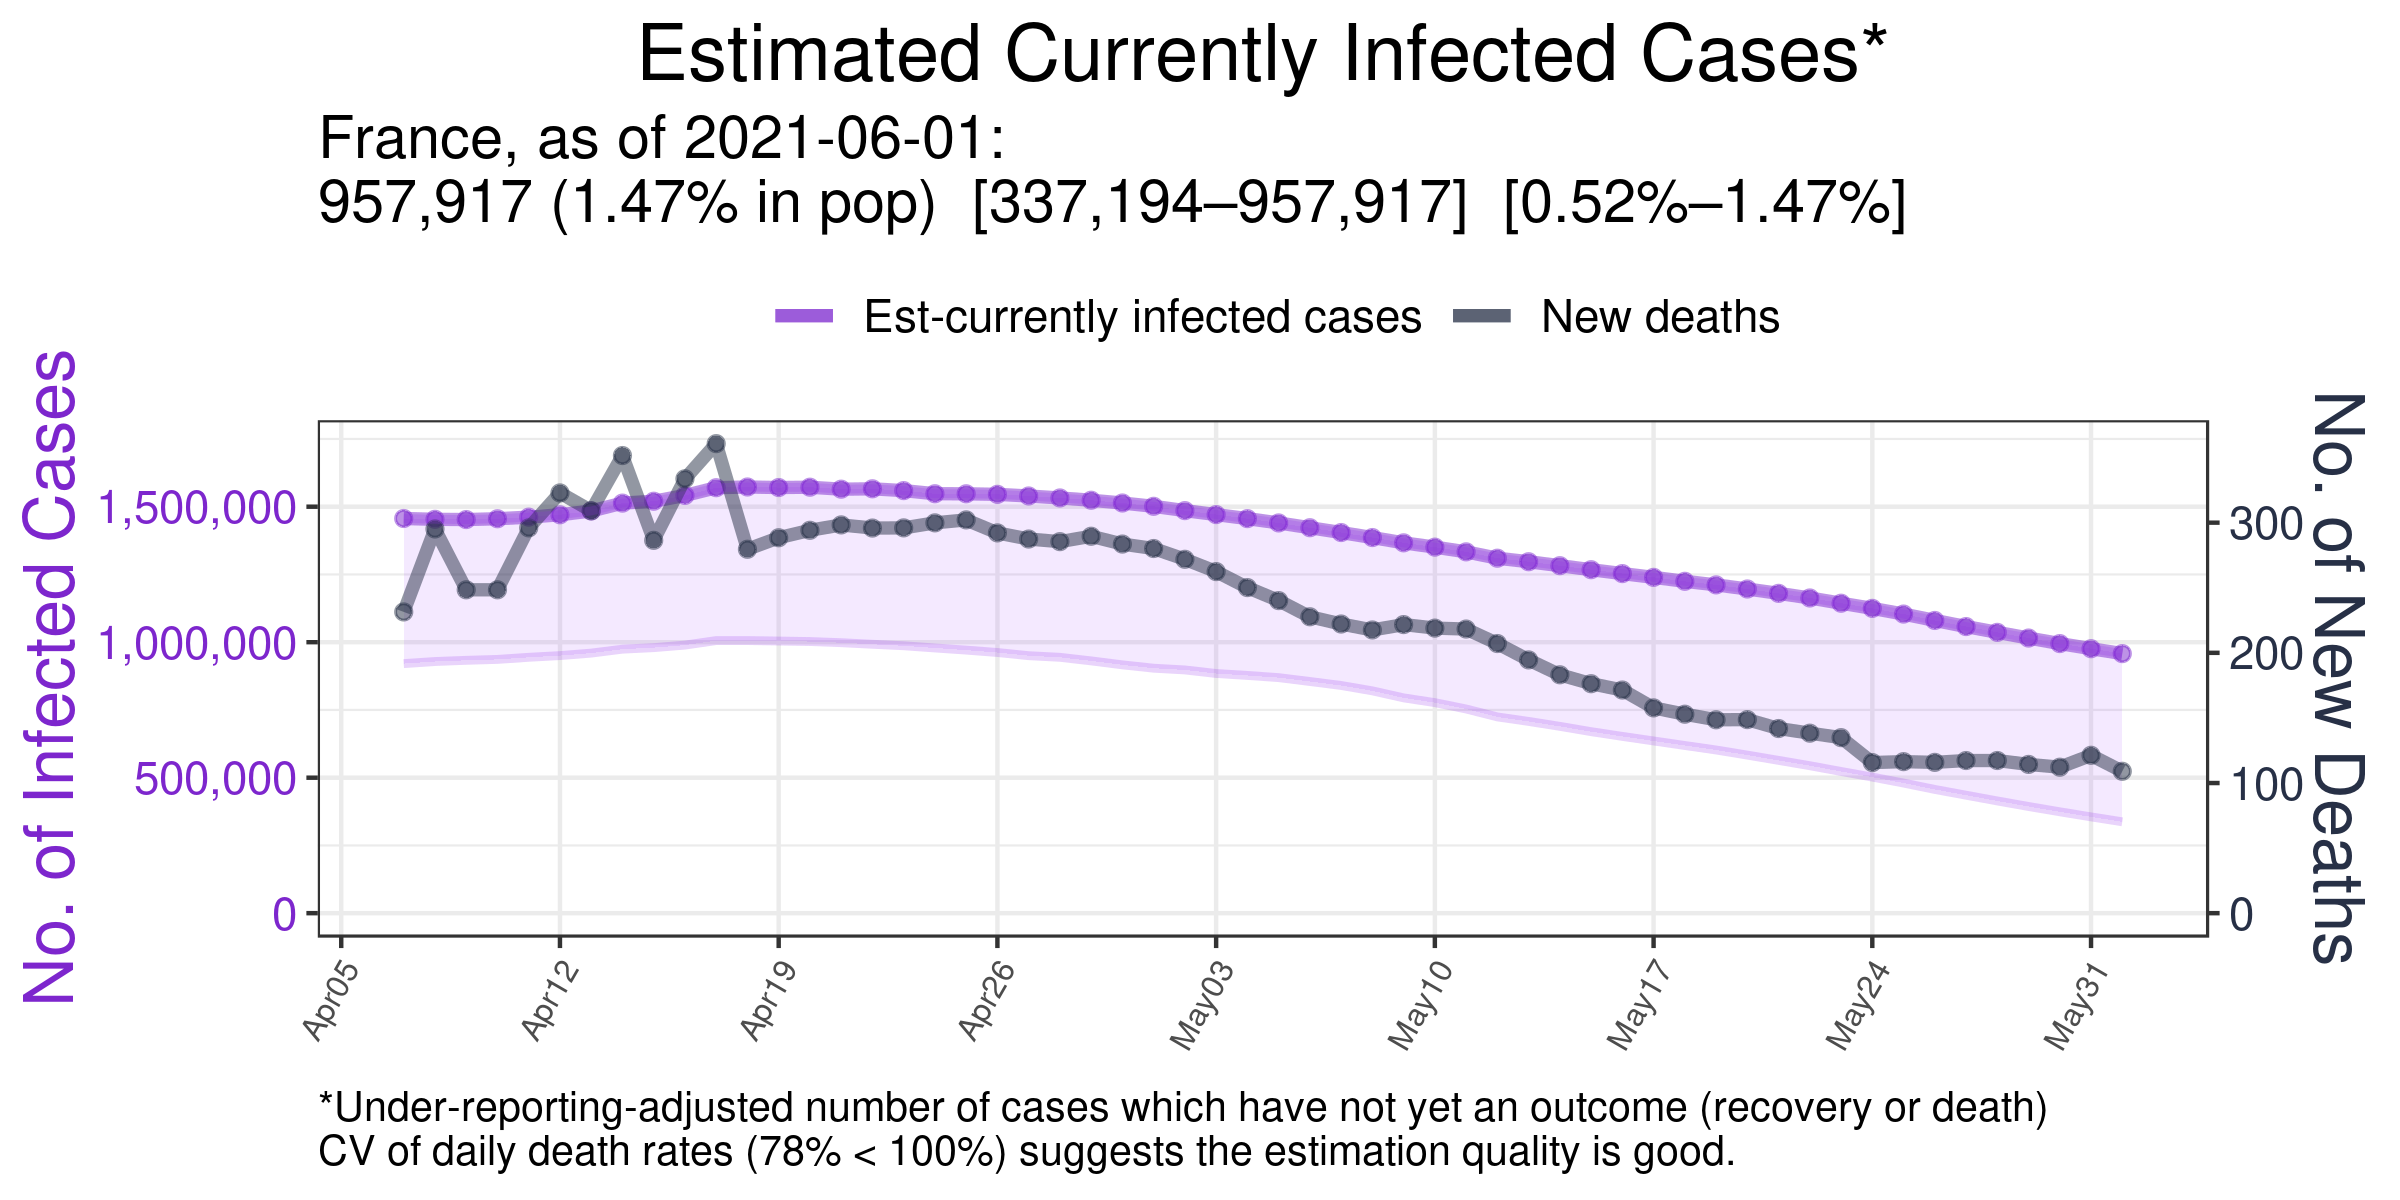 Estimated Currently Infected Cases*
France, as of 2021-06-01:
957,917 (1.47% in pop)  [337,194–957,917]  [0.52%–1.47%]
Est-currently infected cases
New deaths
No. of Infected Cases
1,500,000
1,000,000
500,000
0
No. of New Deaths
300
200
100
0
Apr05
Apr12
Apr19
Apr26
May03
May10
May17
May24
May31
*Under-reporting-adjusted number of cases which have not yet an outcome (recovery or death)
CV of daily death rates (78% < 100%) suggests the estimation quality is good.